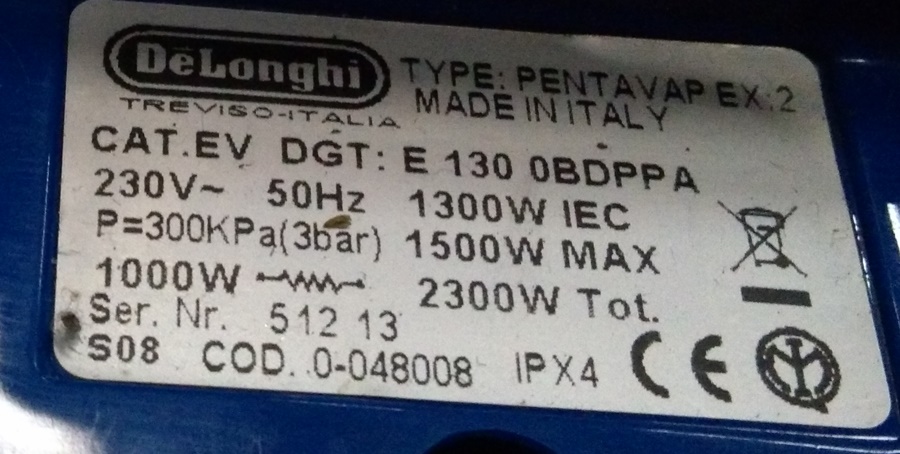 DeLonghi
TREVISO-ITALIA
TYPE: PENTAVAP EX:2
MADE IN ITALY
CAT.EV DGT: E 130 0BDPPA
230V~ 50Hz 1300W IEC
P=300KPa(3bar) 1500W MAX
1000W 2300W Tot.
Ser. Nr. 512 13
S08 COD. 0-048008 IPX4 CE